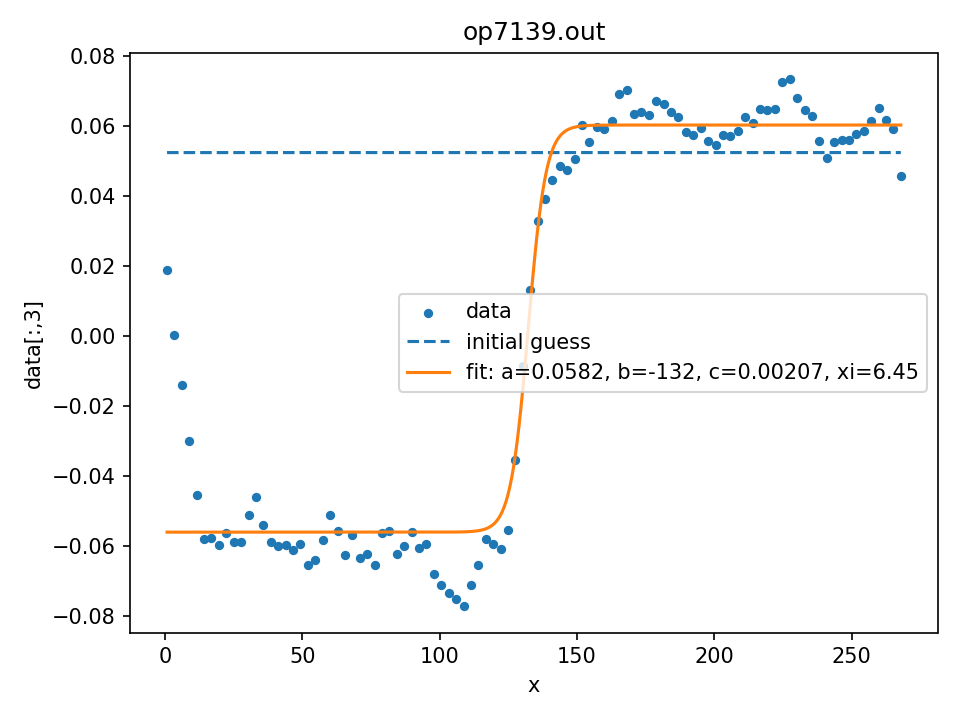 op7139.out
0.08
0.06
0.04
0.02
0.00
−0.02
−0.04
−0.06
−0.08
data[:,3]
data
initial guess
fit: a=0.0582, b=-132, c=0.00207, xi=6.45
0 50 100 150 200 250
x